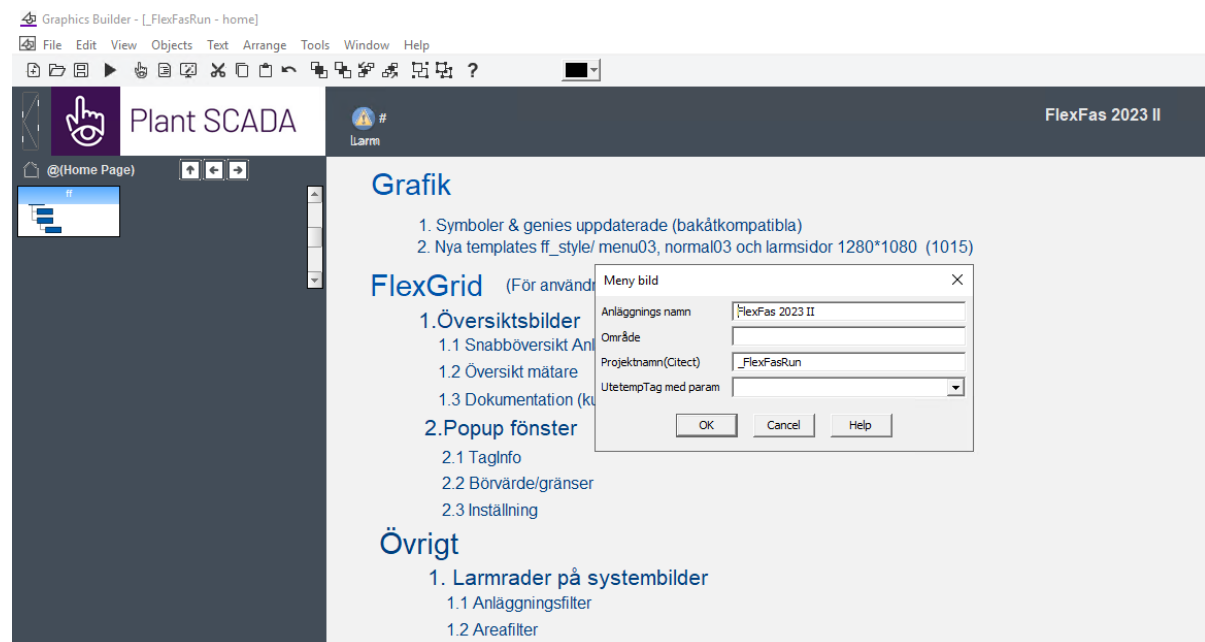 Graphics Builder - [_FlexFasRun - home]
File Edit View Objects Text Arrange Tools Window Help
Plant SCADA
#
Larm
FlexFas 2023 II
@(Home Page)
ff
Grafik
1. Symboler & genies uppdaterade (bakåtkompatibla)
2. Nya templates ff_style/ menu03, normal03 och larmsidor 1280*1080 (1015)
FlexGrid (För använd
1.Översiktsbilder
1.1 Snabböversikt Anl
1.2 Översikt mätare
1.3 Dokumentation (ku
2.Popup fönster
2.1 TagInfo
2.2 Börvärde/gränser
2.3 Inställning
Övrigt
1. Larmrader på systembilder
1.1 Anläggningsfilter
1.2 Areafilter
Meny bild
Anläggnings namn FlexFas 2023 II
Område
Projektnamn(Citect) _FlexFasRun
UtetempTag med param
OK Cancel Help